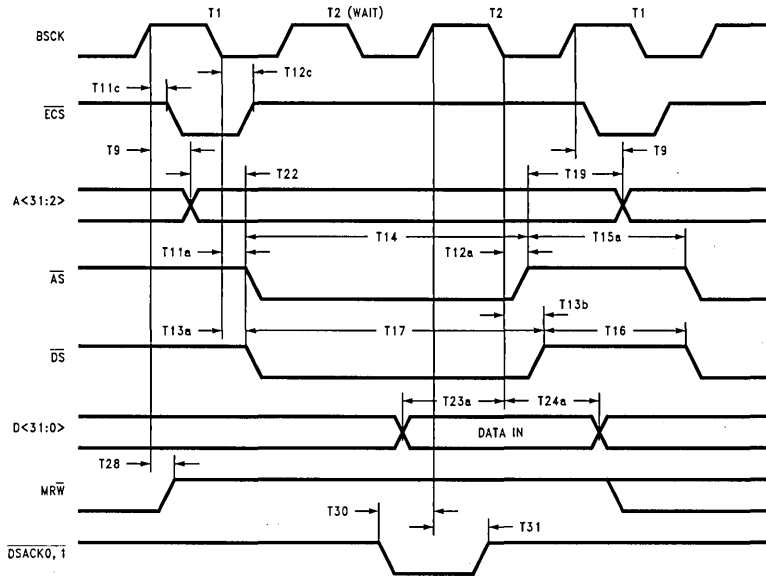 T1 T2 (WAIT) T2 T1
BSCK
T11c T12c
ECS
T9 T9
T22 T19
A<31:2>
T14 T15a
T11a T12a
AS
T13b
T13a T17 T16
DS
T23a T24a
D<31:0> DATA IN
T28
MRW
T30 T31
DSACK0, 1